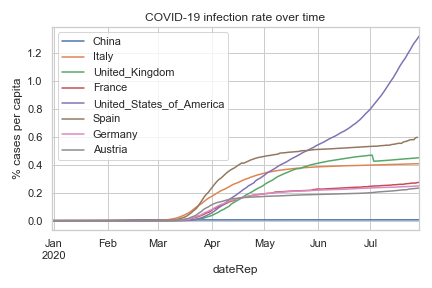 COVID-19 infection rate over time
% cases per capita
1.2
1.0
0.8
0.6
0.4
0.2
0.0
China
Italy
United_Kingdom
France
United_States_of_America
Spain
Germany
Austria
Jan
2020
Feb
Mar
Apr
May
Jun
Jul
dateRep